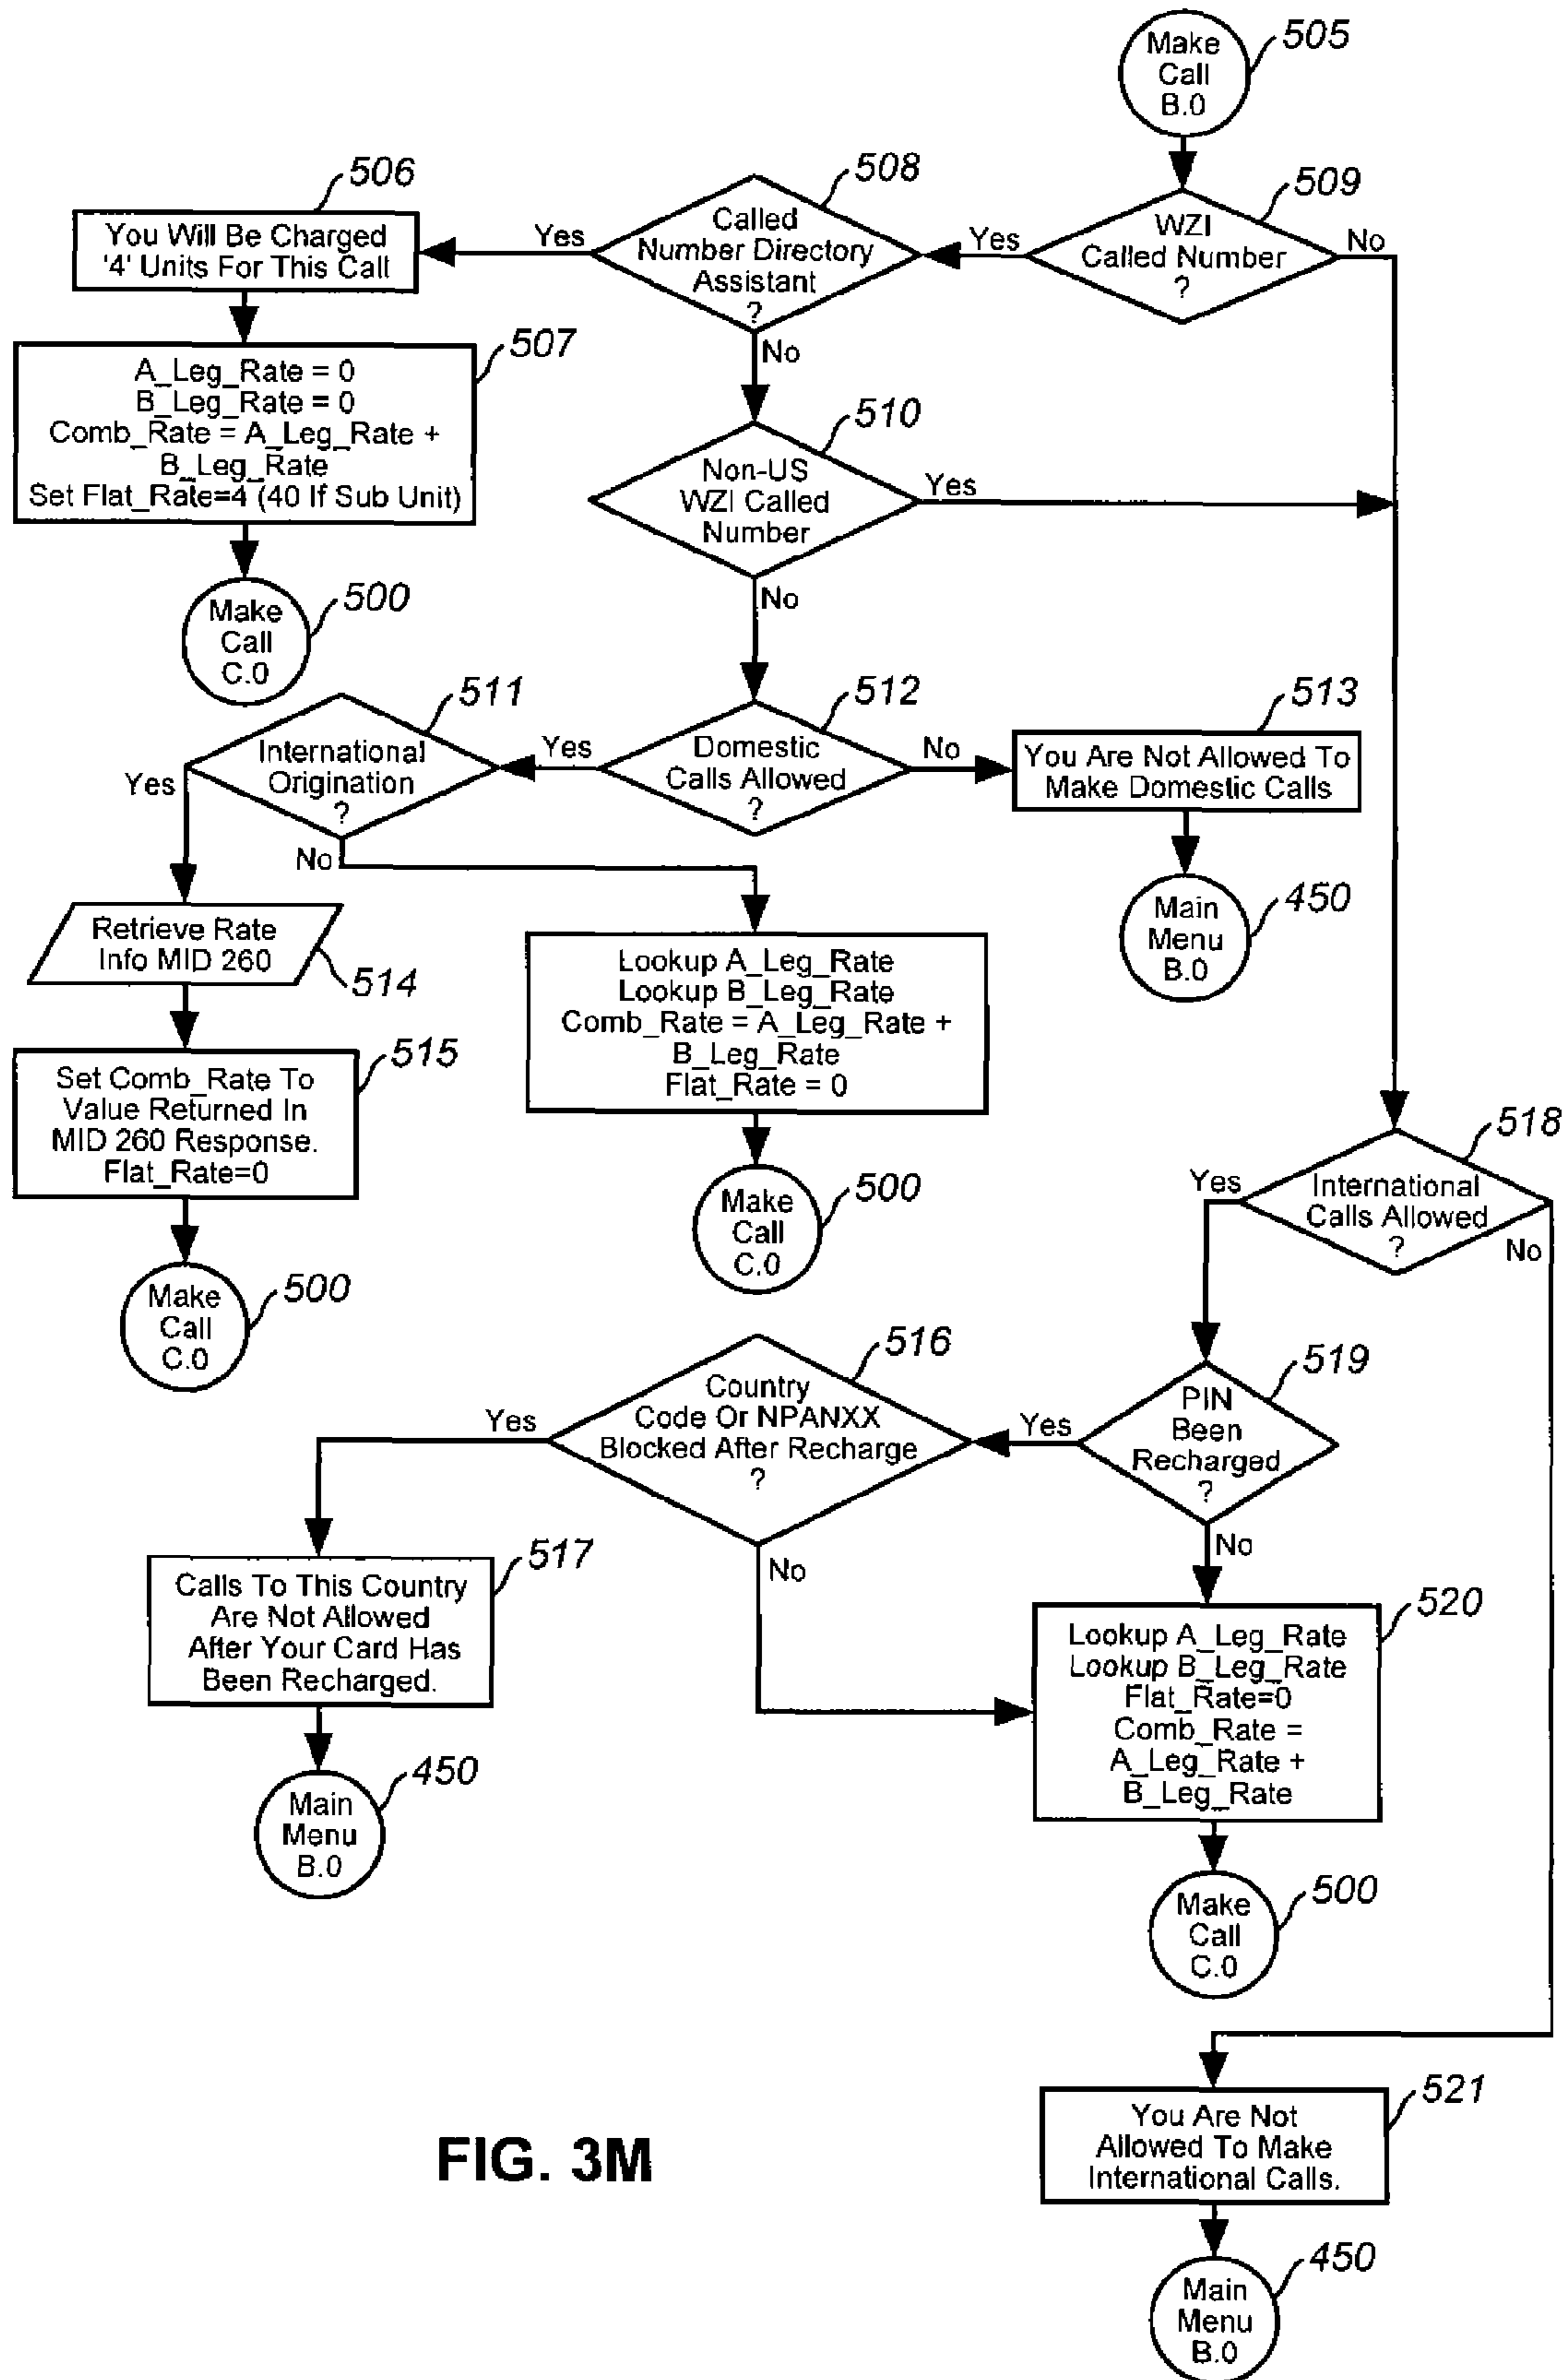 Make
Call
B.0
505
506
508
509
You Will Be Charged
'4' Units For This Call
Yes
Called
Number Directory
Assistant
?
Yes
WZI
Called Number
?
No
507
A_Leg_Rate = 0
B_Leg_Rate = 0
Comb_Rate = A_Leg_Rate +
B_Leg_Rate
Set Flat_Rate=4 (40 If Sub Unit)
No
510
Non-US
WZI Called
Number
Yes
No
Make
Call
C.0
500
511
International
Origination
?
Yes
No
Yes
512
Domestic
Calls Allowed
?
No
513
You Are Not Allowed To
Make Domestic Calls
Main
Menu
B.0
450
Retrieve Rate
Info MID 260
514
Lookup A_Leg_Rate
Lookup B_Leg_Rate
Comb_Rate = A_Leg_Rate +
B_Leg_Rate
Flat_Rate = 0
515
Set Comb_Rate To
Value Returned In
MID 260 Response.
Flat_Rate=0
Make
Call
C.0
500
Make
Call
C.0
500
518
Yes
International
Calls Allowed
?
No
516
Country
Code Or NPANXX
Blocked After Recharge
?
Yes
No
Yes
519
PIN
Been
Recharged
?
No
517
Calls To This Country
Are Not Allowed
After Your Card Has
Been Recharged.
520
Lookup A_Leg_Rate
Lookup B_Leg_Rate
Flat_Rate=0
Comb_Rate =
A_Leg_Rate +
B_Leg_Rate
Main
Menu
B.0
450
Make
Call
C.0
500
521
You Are Not
Allowed To Make
International Calls.
Main
Menu
B.0
450
FIG. 3M